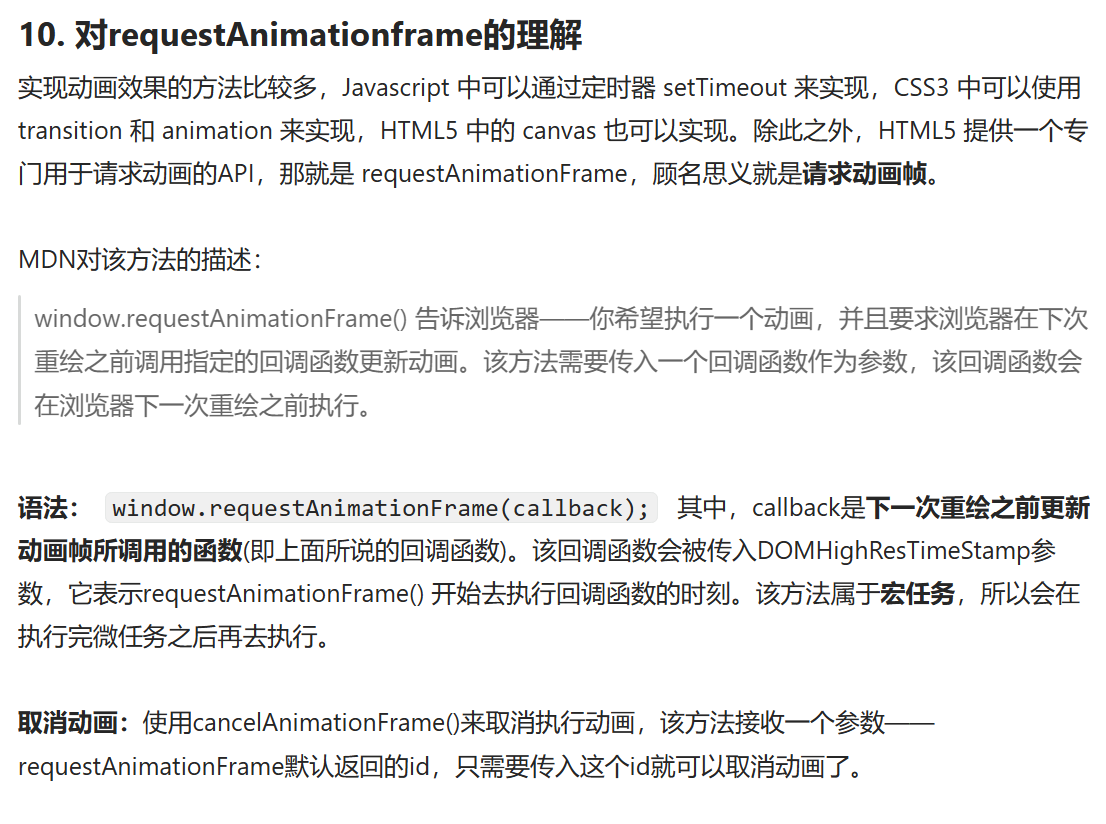 10. 对requestAnimationframe的理解
实现动画效果的方法比较多，Javascript 中可以通过定时器 setTimeout 来实现，CSS3 中可以使用
transition 和 animation 来实现，HTML5 中的 canvas 也可以实现。除此之外，HTML5 提供一个专
门用于请求动画的API，那就是 requestAnimationFrame，顾名思义就是请求动画帧。
MDN对该方法的描述：
window.requestAnimationFrame() 告诉浏览器——你希望执行一个动画，并且要求浏览器在下次
重绘之前调用指定的回调函数更新动画。该方法需要传入一个回调函数作为参数，该回调函数会
在浏览器下一次重绘之前执行。
语法： window.requestAnimationFrame(callback); 其中，callback是下一次重绘之前更新
动画帧所调用的函数(即上面所说的回调函数)。该回调函数会被传入DOMHighResTimeStamp参
数，它表示requestAnimationFrame() 开始去执行回调函数的时刻。该方法属于宏任务，所以会在
执行完微任务之后再去执行。
取消动画：使用cancelAnimationFrame()来取消执行动画，该方法接收一个参数——
requestAnimationFrame默认返回的id，只需要传入这个id就可以取消动画了。